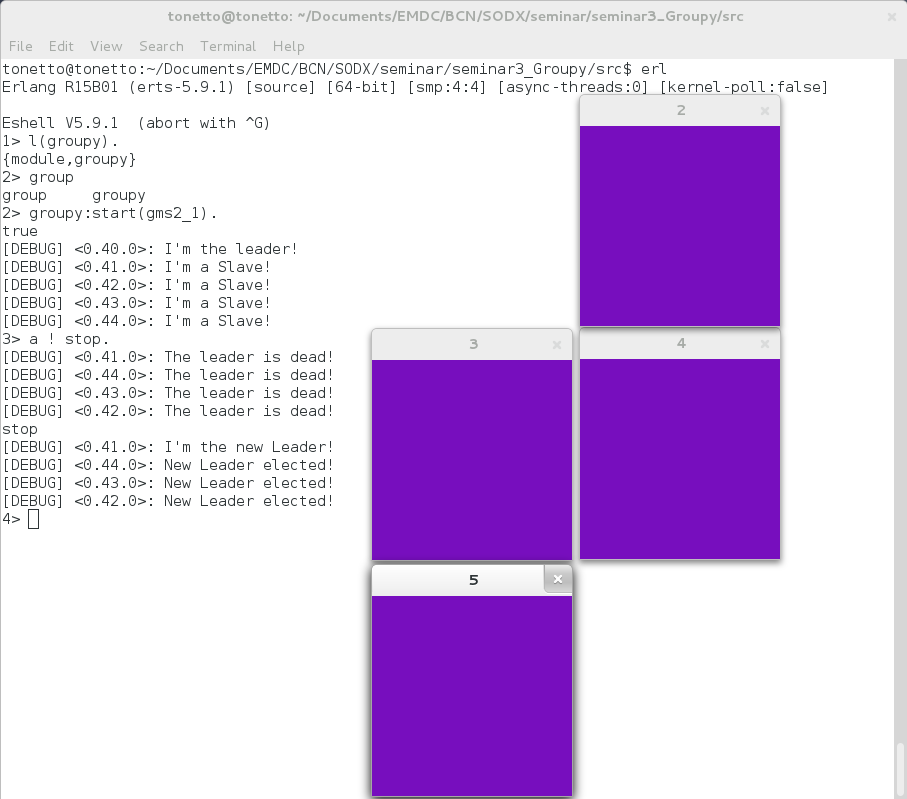 tonetto@tonetto: ~/Documents/EMDC/BCN/SODX/seminar/seminar3_Groupy/src
File Edit View Search Terminal Help
tonetto@tonetto:~/Documents/EMDC/BCN/SODX/seminar/seminar3_Groupy/src$ erl
Erlang R15B01 (erts-5.9.1) [source] [64-bit] [smp:4:4] [async-threads:0] [kernel-poll:false]
Eshell V5.9.1  (abort with ^G)
1> l(groupy).
{module,groupy}
2> group
group     groupy
2> groupy:start(gms2_1).
true
[DEBUG] <0.40.0>: I'm the leader!
[DEBUG] <0.41.0>: I'm a Slave!
[DEBUG] <0.42.0>: I'm a Slave!
[DEBUG] <0.43.0>: I'm a Slave!
[DEBUG] <0.44.0>: I'm a Slave!
3> a ! stop.
[DEBUG] <0.41.0>: The leader is dead!
[DEBUG] <0.44.0>: The leader is dead!
[DEBUG] <0.43.0>: The leader is dead!
[DEBUG] <0.42.0>: The leader is dead!
stop
[DEBUG] <0.41.0>: I'm the new Leader!
[DEBUG] <0.44.0>: New Leader elected!
[DEBUG] <0.43.0>: New Leader elected!
[DEBUG] <0.42.0>: New Leader elected!
4>
2
3
4
5